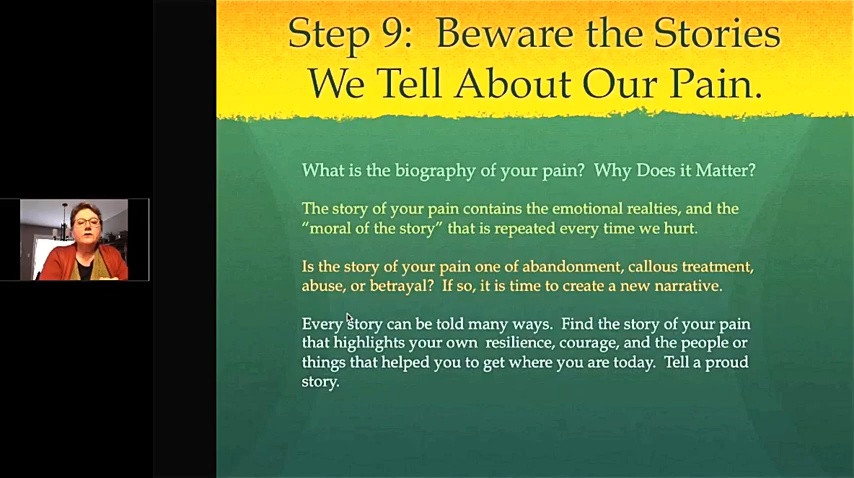 Step 9:  Beware the Stories
We Tell About Our Pain.
What is the biography of your pain?  Why Does it Matter?
The story of your pain contains the emotional realties, and the
“moral of the story” that is repeated every time we hurt.
Is the story of your pain one of abandonment, callous treatment,
abuse, or betrayal?  If so, it is time to create a new narrative.
Every story can be told many ways.  Find the story of your pain
that highlights your own  resilience, courage, and the people or
things that helped you to get where you are today.  Tell a proud
story.